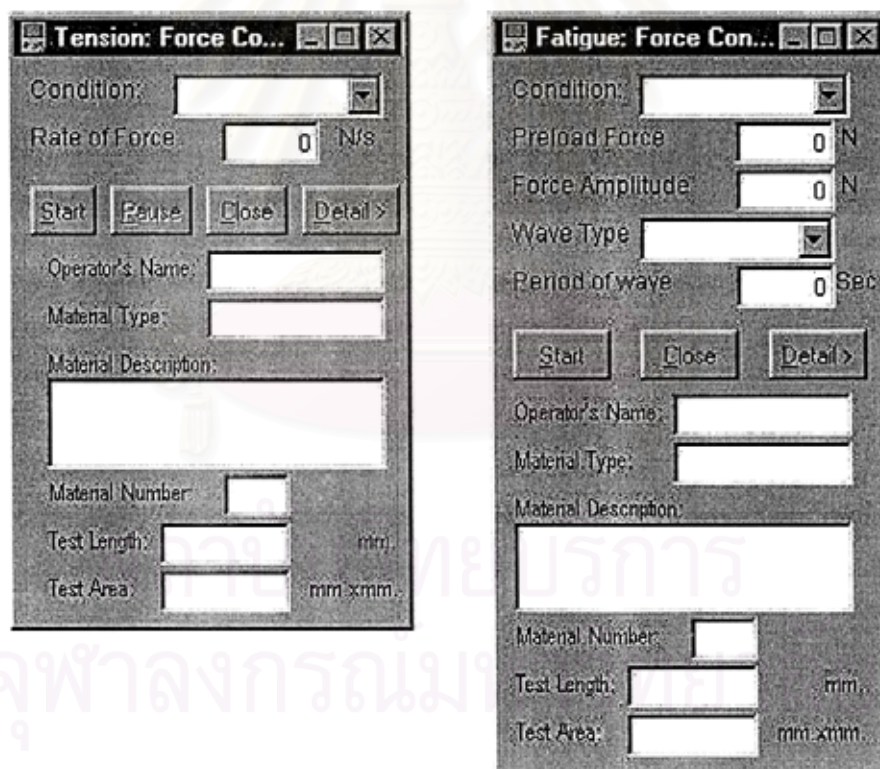 Tension: Force Co...
Condition:
Rate of Force 0 N/s
Start Pause Close Detail >
Operator's Name:
Material Type:
Material Description:
Material Number:
Test Length: mm.
Test Area: mm.xmm.
Fatigue: Force Con...
Condition:
Preload Force 0 N
Force Amplitude 0 N
Wave Type
Period of wave 0 Sec
Start Close Detail >
Operator's Name:
Material Type:
Material Description:
Material Number:
Test Length: mm.
Test Area: mm.xmm.